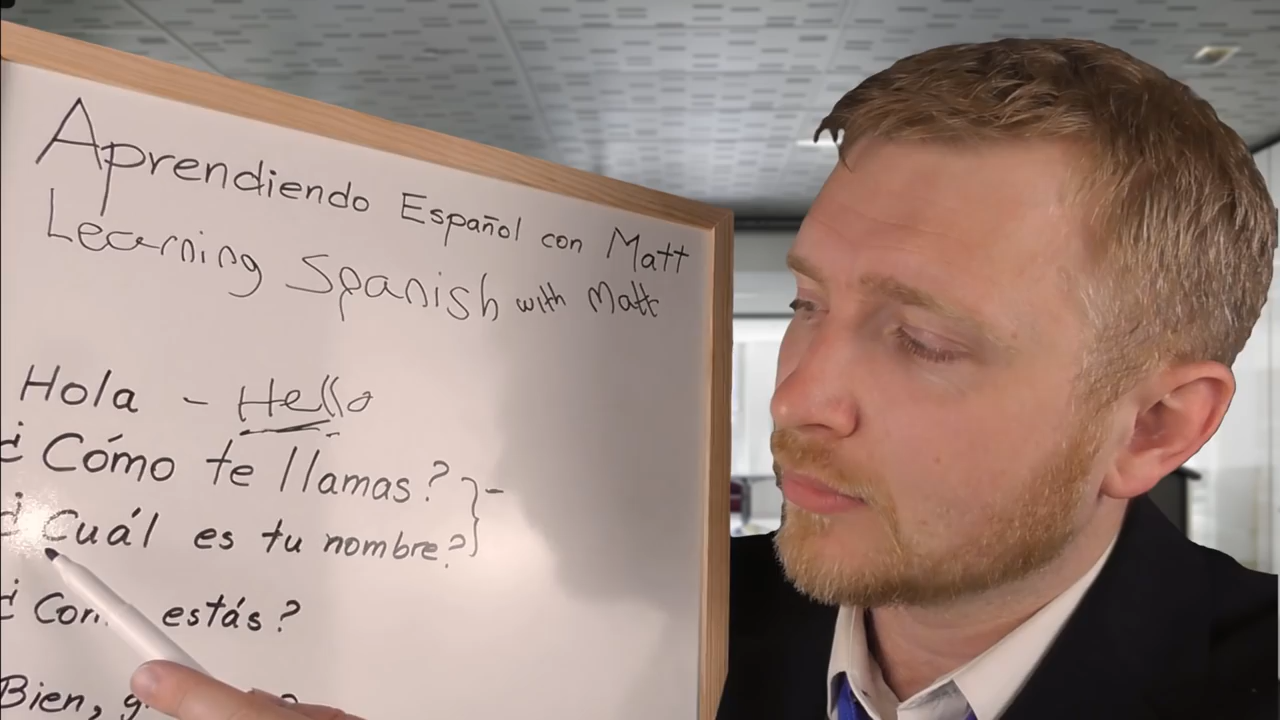 Aprendiendo Español con Matt
Learning Spanish with Matt
Hola - Hello
¿Cómo te llamas? } -
¿Cuál es tu nombre?
¿ estás?
Bien,